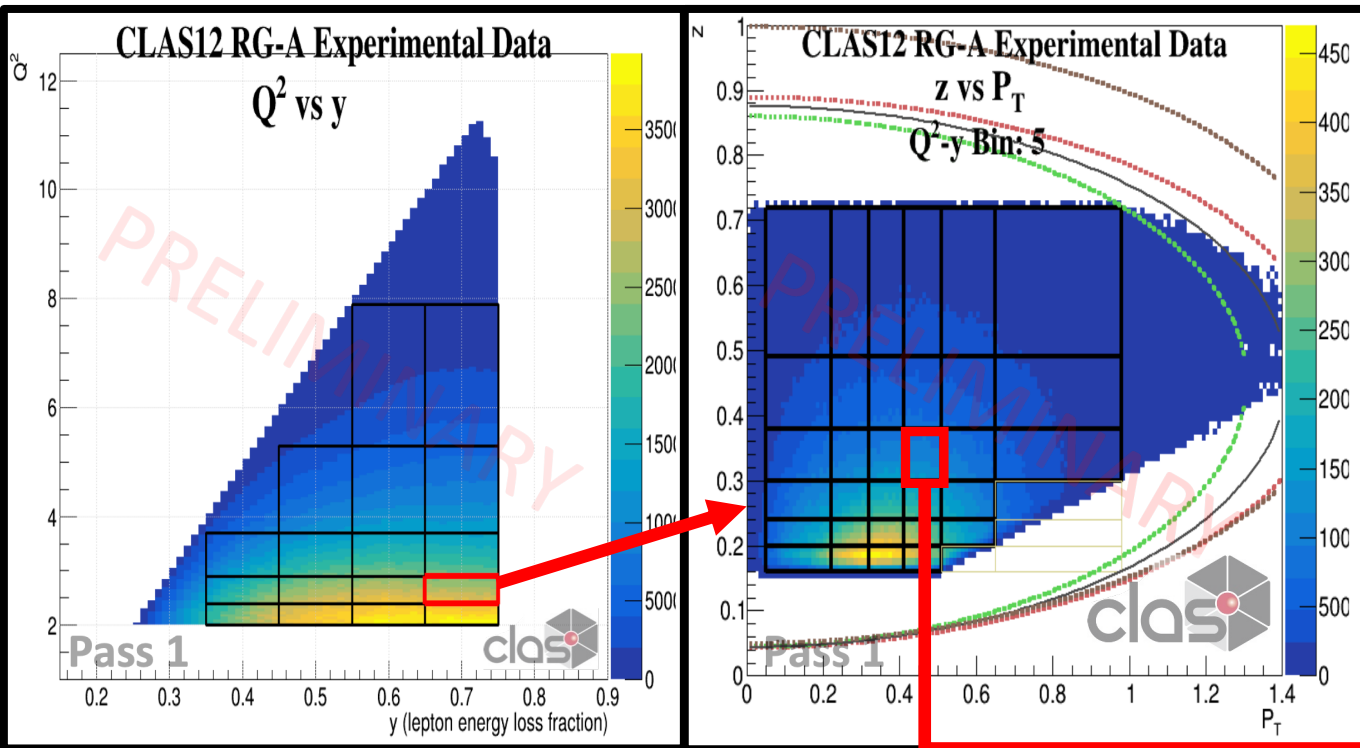 CLAS12 RG-A Experimental Data
Q² vs y
Q²
12
10
8
6
4
2
0.2 0.3 0.4 0.5 0.6 0.7 0.8 0.9
y (lepton energy loss fraction)
3500
3000
2500
2000
1500
1000
5000
0
PRELIMINARY
Pass 1
clas
CLAS12 RG-A Experimental Data
z vs P_T
Q²-y Bin: 5
z
1
0.9
0.8
0.7
0.6
0.5
0.4
0.3
0.2
0.1
0
0 0.2 0.4 0.6 0.8 1 1.2 1.4
P_T
450
400
350
300
250
200
150
100
500
0
PRELIMINARY
Pass 1
clas